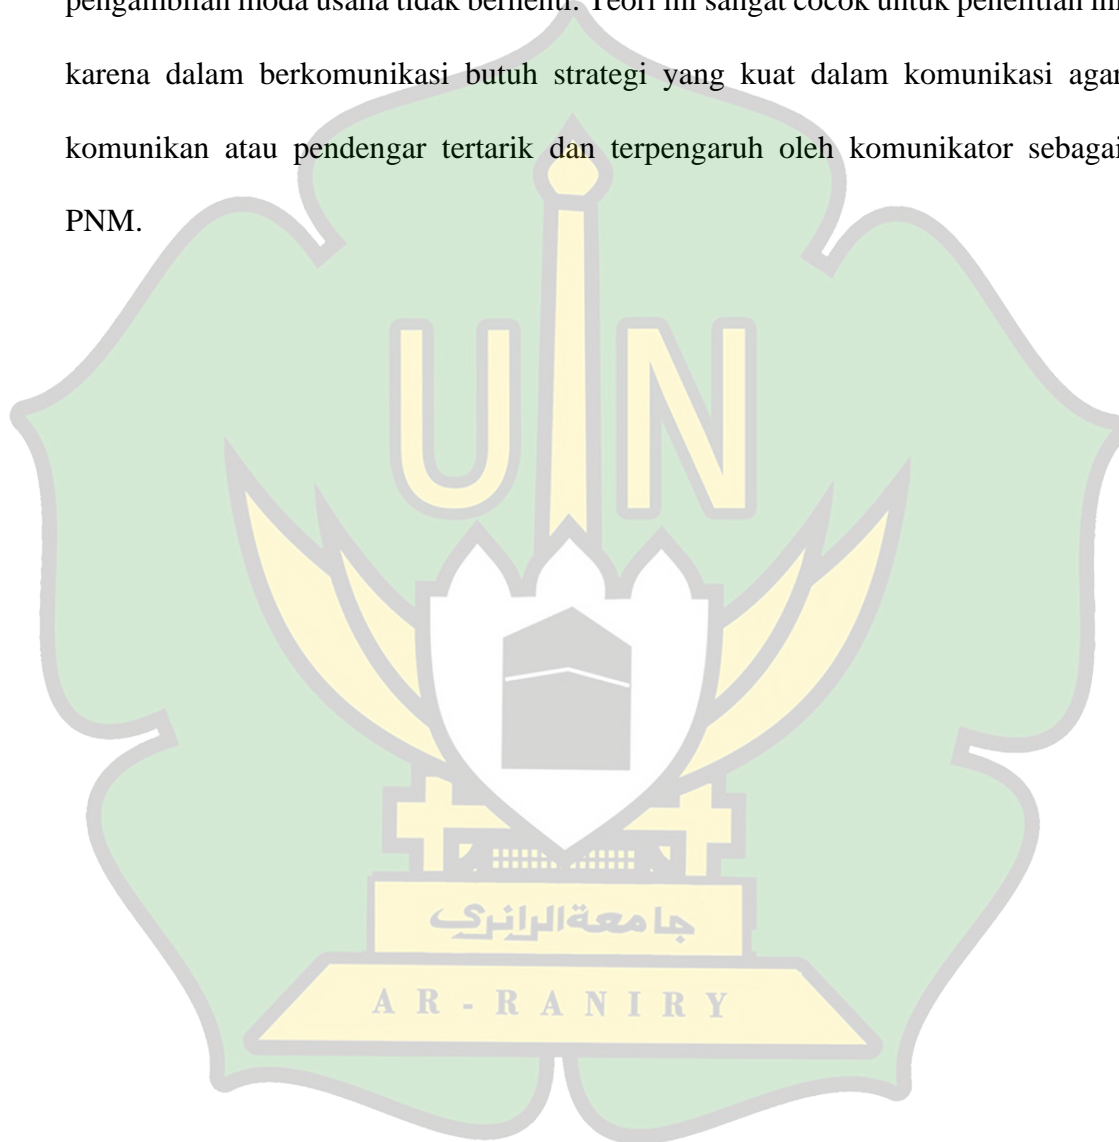 pengambilan moda usaha tidak berhenti. Teori ini sangat cocok untuk penelitian ini
karena dalam berkomunikasi butuh strategi yang kuat dalam komunikasi agar
komunikan atau pendengar tertarik dan terpengaruh oleh komunikator sebagai
PNM.
UIN
جامعةالرانري
AR-RANIRY